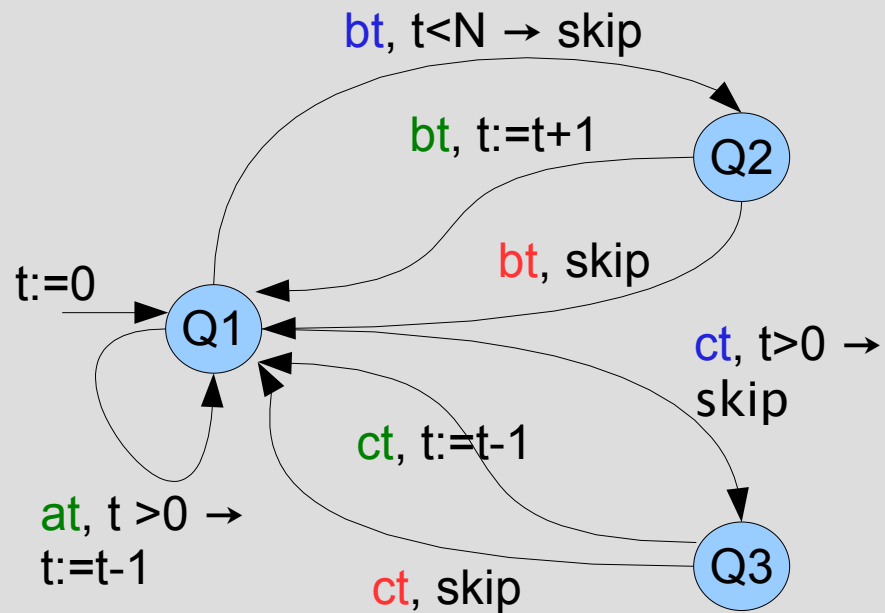 bt, t<N → skip
bt, t:=t+1
Q2
bt, skip
t:=0
Q1
ct, t>0 →
skip
ct, t:=t-1
at, t >0 →
t:=t-1
Q3
ct, skip